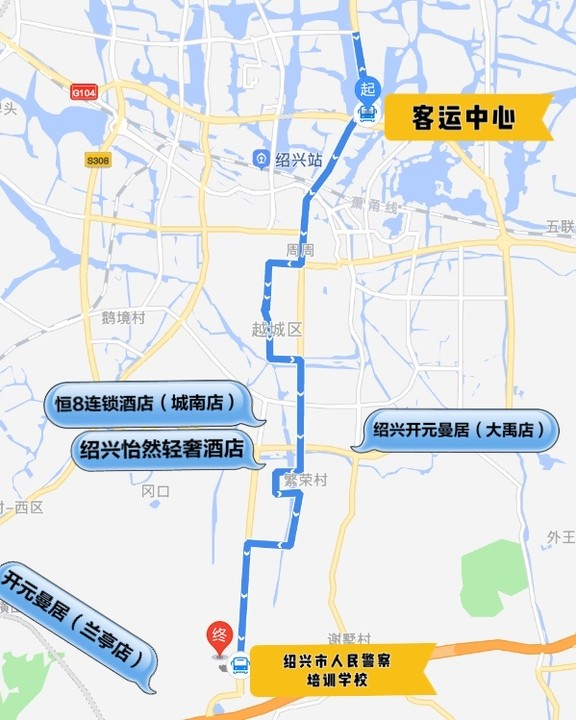 G104
起
客运中心
S308
绍兴站
萧甬线
五联
周周
鹅境村
越城区
恒8连锁酒店（城南店）
绍兴怡然轻奢酒店
绍兴开元曼居（大禹店）
繁荣村
冈口
村-西区
外王
开元曼居（兰亭店）
终
谢墅村
绍兴市人民警察
培训学校